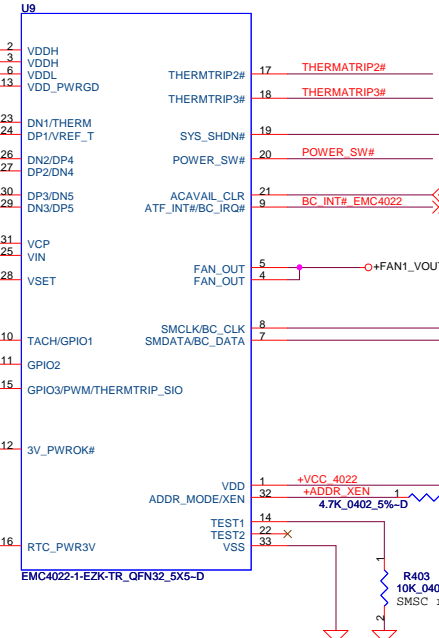 U9
2 VDDH
3 VDDH
6 VDDL
13 VDD_PWRGD
THERMTRIP2# 17 THERMATRIP2#
THERMTRIP3# 18 THERMATRIP3#
23 DN1/THERM
24 DP1/VREF_T
SYS_SHDN# 19
26 DN2/DP4
27 DP2/DN4
POWER_SW# 20 POWER_SW#
30 DP3/DN5
29 DN3/DP5
ACAVAIL_CLR 21
ATF_INT#/BC_IRQ# 9 BC_INT#_EMC4022
31 VCP
25 VIN
28 VSET
FAN_OUT 5
FAN_OUT 4
+FAN1_VOUT
SMCLK/BC_CLK 8
SMDATA/BC_DATA 7
10 TACH/GPIO1
11 GPIO2
15 GPIO3/PWM/THERMTRIP_SIO
12 3V_PWROK#
VDD 1 +VCC_4022
ADDR_MODE/XEN 32 +ADDR_XEN 1
4.7K_0402_5%~D
TEST1 14
TEST2 22
VSS 33
16 RTC_PWR3V
EMC4022-1-EZK-TR_QFN32_5X5~D
1
R403
10K_040
SMSC
2